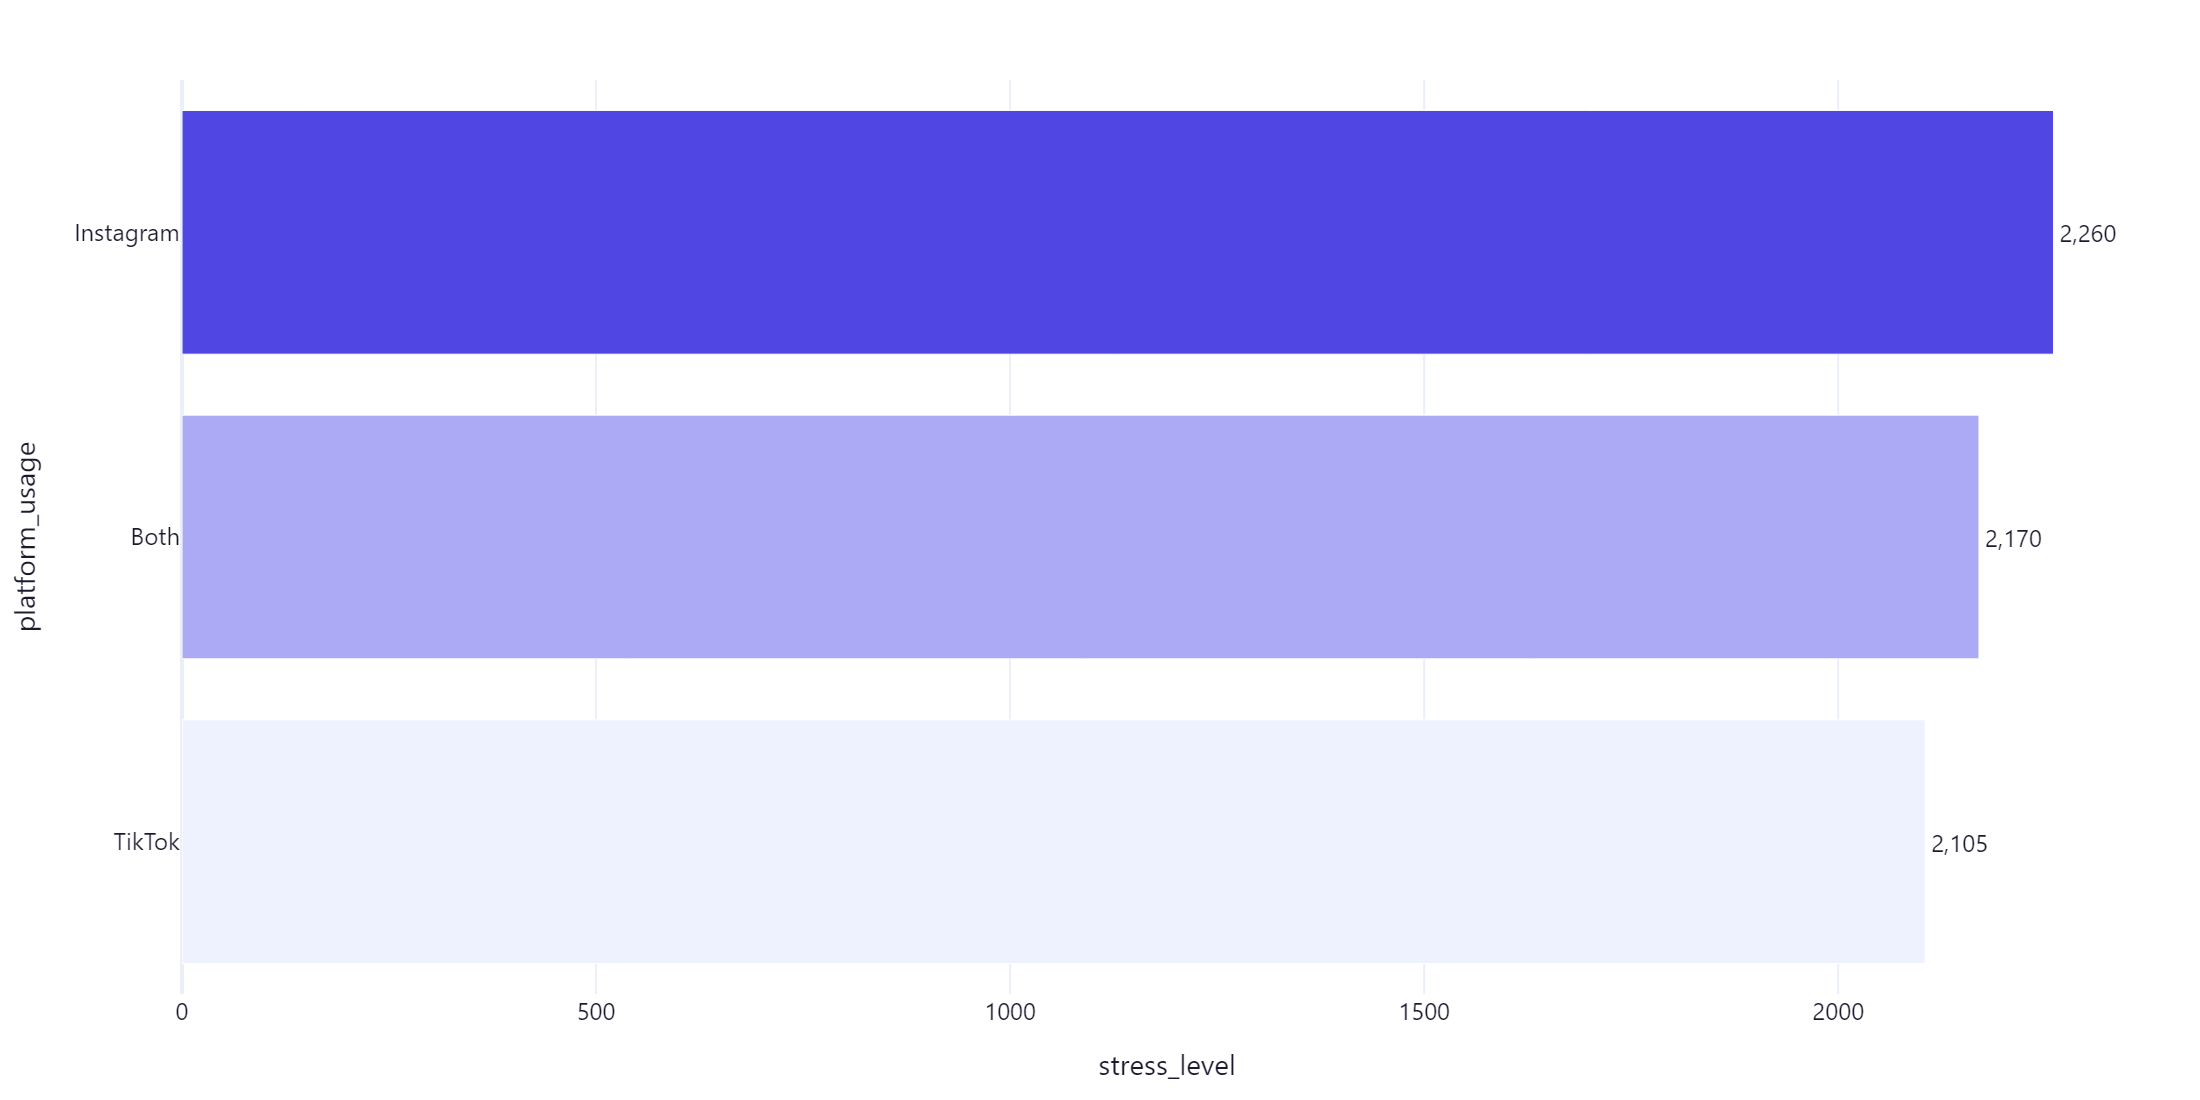 Instagram
2,260
Both
2,170
TikTok
2,105
platform_usage
0
500
1000
1500
2000
stress_level